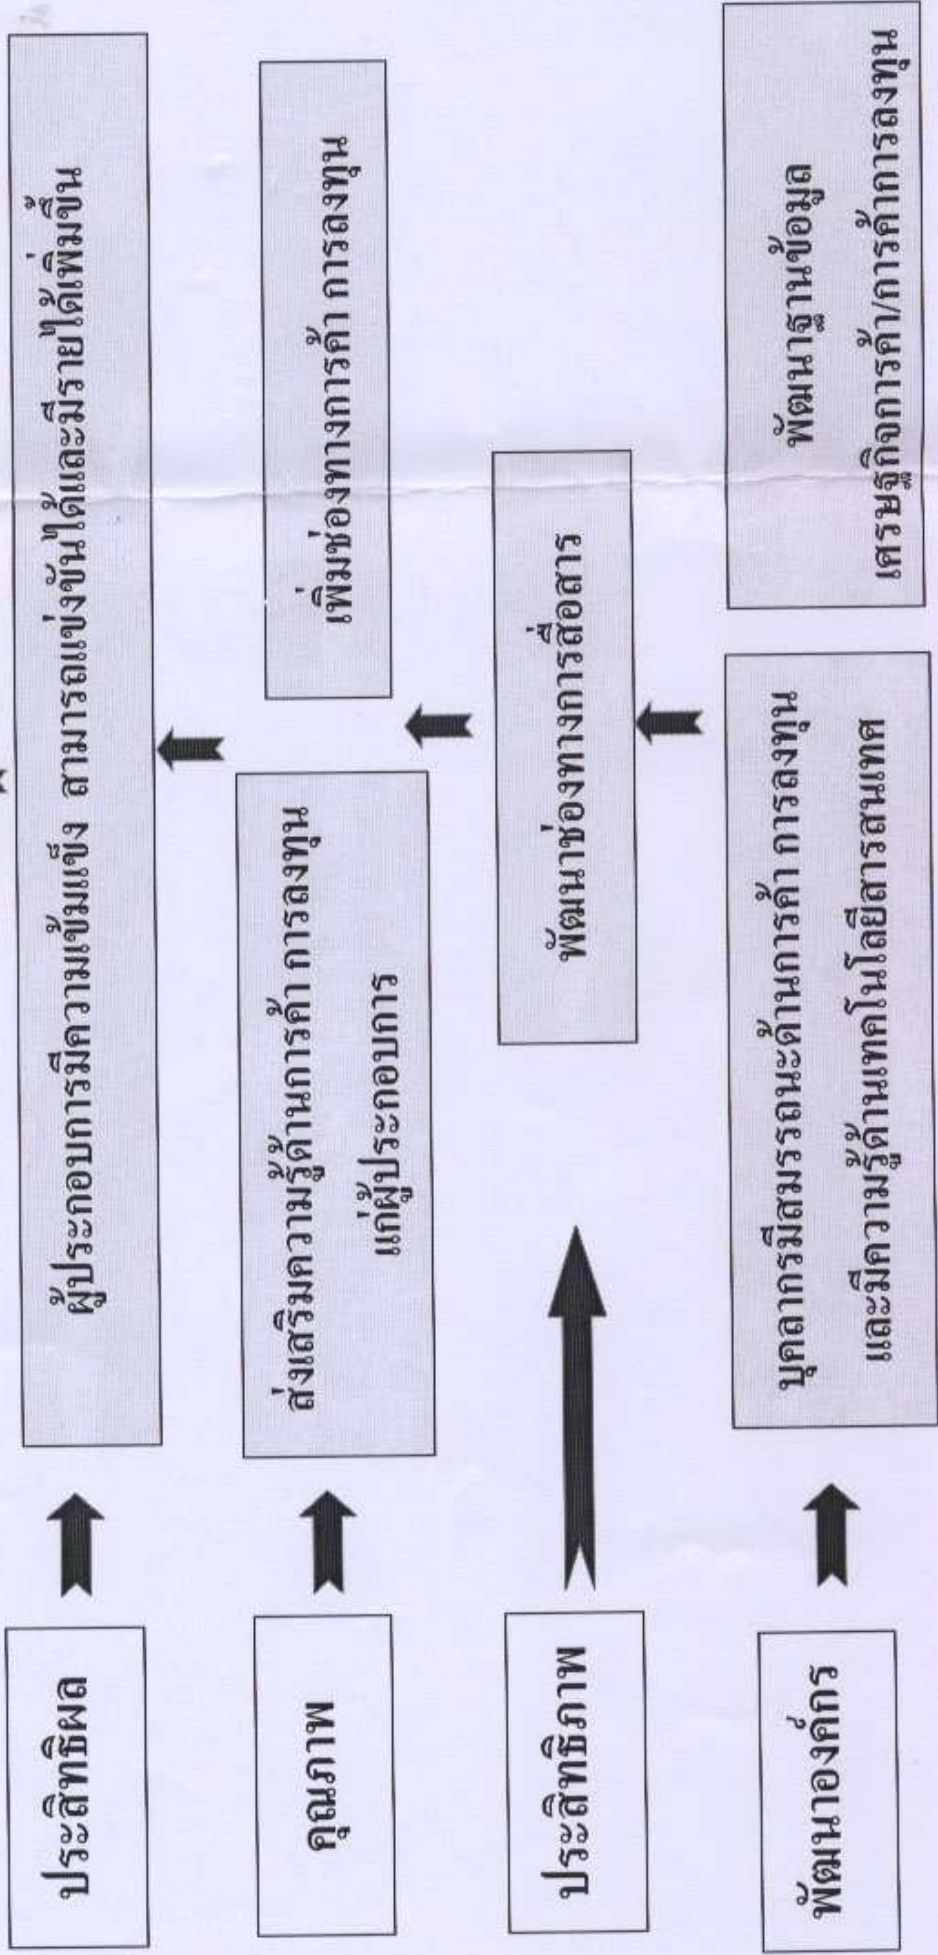 ประสิทธิผล
ผู้ประกอบการมีความเข้มแข็ง สามารถแข่งขันได้และมีรายได้เพิ่มขึ้น
คุณภาพ
ส่งเสริมความรู้ด้านการค้า การลงทุน
แก่ผู้ประกอบการ
เพิ่มช่องทางการค้า การลงทุน
ประสิทธิภาพ
พัฒนาช่องทางการสื่อสาร
พัฒนาองค์กร
บุคลากรมีสมรรถนะด้านการค้า การลงทุน
และมีความรู้ด้านเทคโนโลยีสารสนเทศ
พัฒนาฐานข้อมูล
เศรษฐกิจการค้า/การค้าการลงทุน